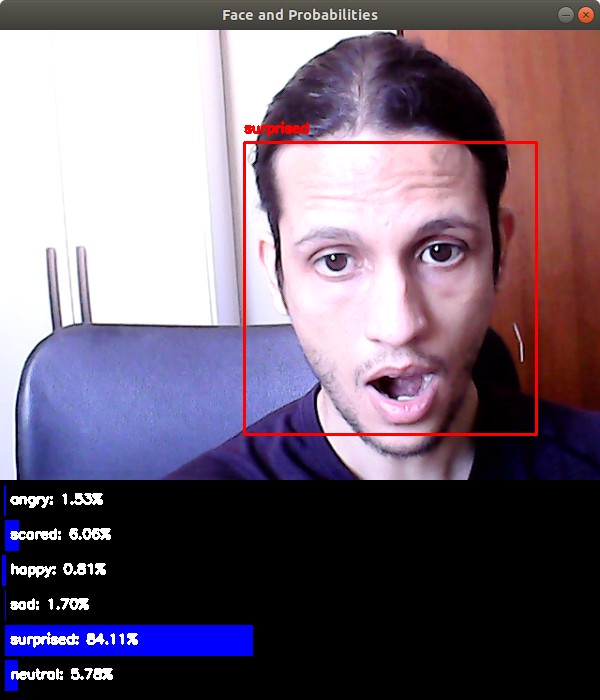 Face and Probabilities
surprised
angry: 1.53%
scared: 6.06%
happy: 0.81%
sad: 1.70%
surprised: 84.11%
neutral: 5.78%